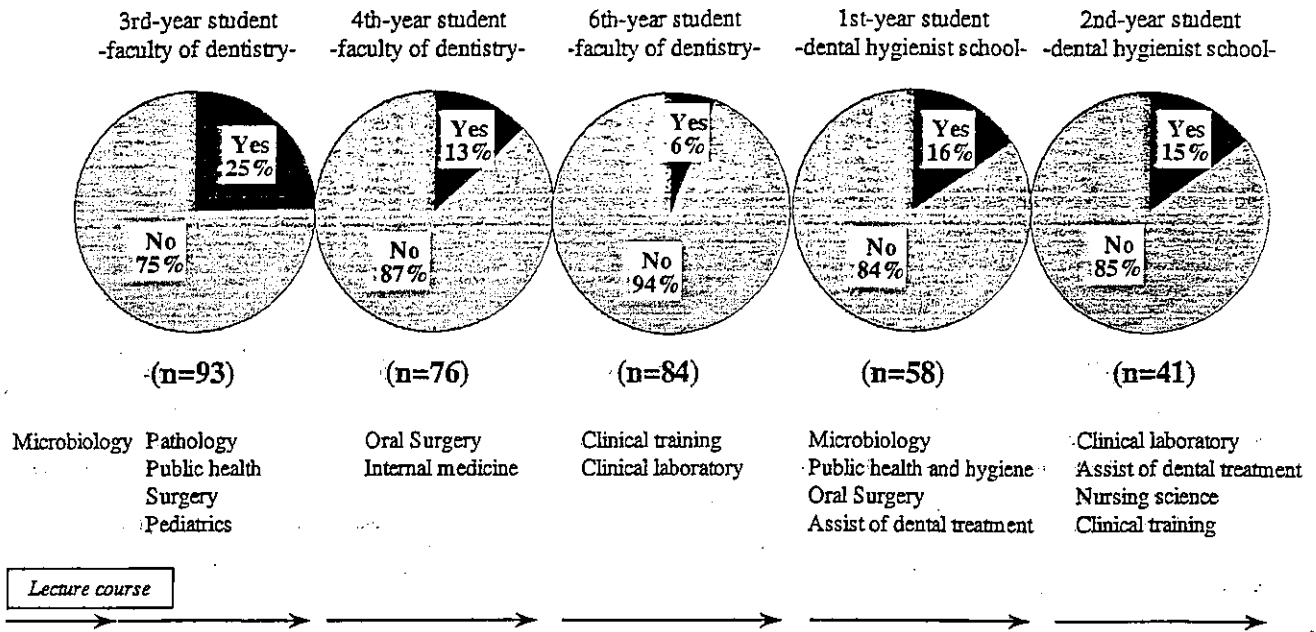 3rd-year student
-faculty of dentistry-
4th-year student
-faculty of dentistry-
6th-year student
-faculty of dentistry-
1st-year student
-dental hygienist school-
2nd-year student
-dental hygienist school-
Yes
25%
No
75%
Yes
13%
No
87%
Yes
6%
No
94%
Yes
16%
No
84%
Yes
15%
No
85%
(n=93)
(n=76)
(n=84)
(n=58)
(n=41)
Microbiology
Pathology
Public health
Surgery
Pediatrics
Oral Surgery
Internal medicine
Clinical training
Clinical laboratory
Microbiology
Public health and hygiene
Oral Surgery
Assist of dental treatment
Clinical laboratory
Assist of dental treatment
Nursing science
Clinical training
Lecture course